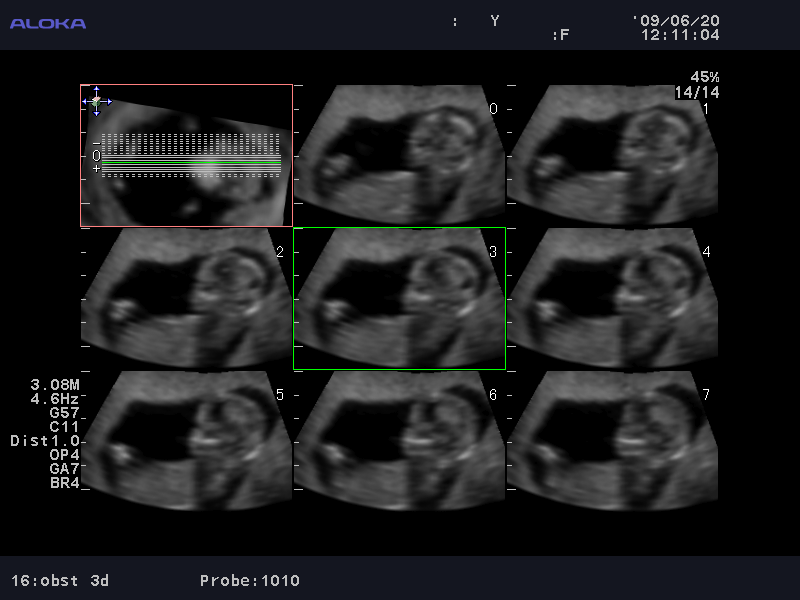 ALOKA
: Y '09/06/20
:F 12:11:04
45%
14/14
0
1
-
0
+
2
3
4
3.08M
4.6Hz
G57
C11
Dist1.0
OP4
GA7
BR4
5
6
7
16:obst 3d Probe:1010